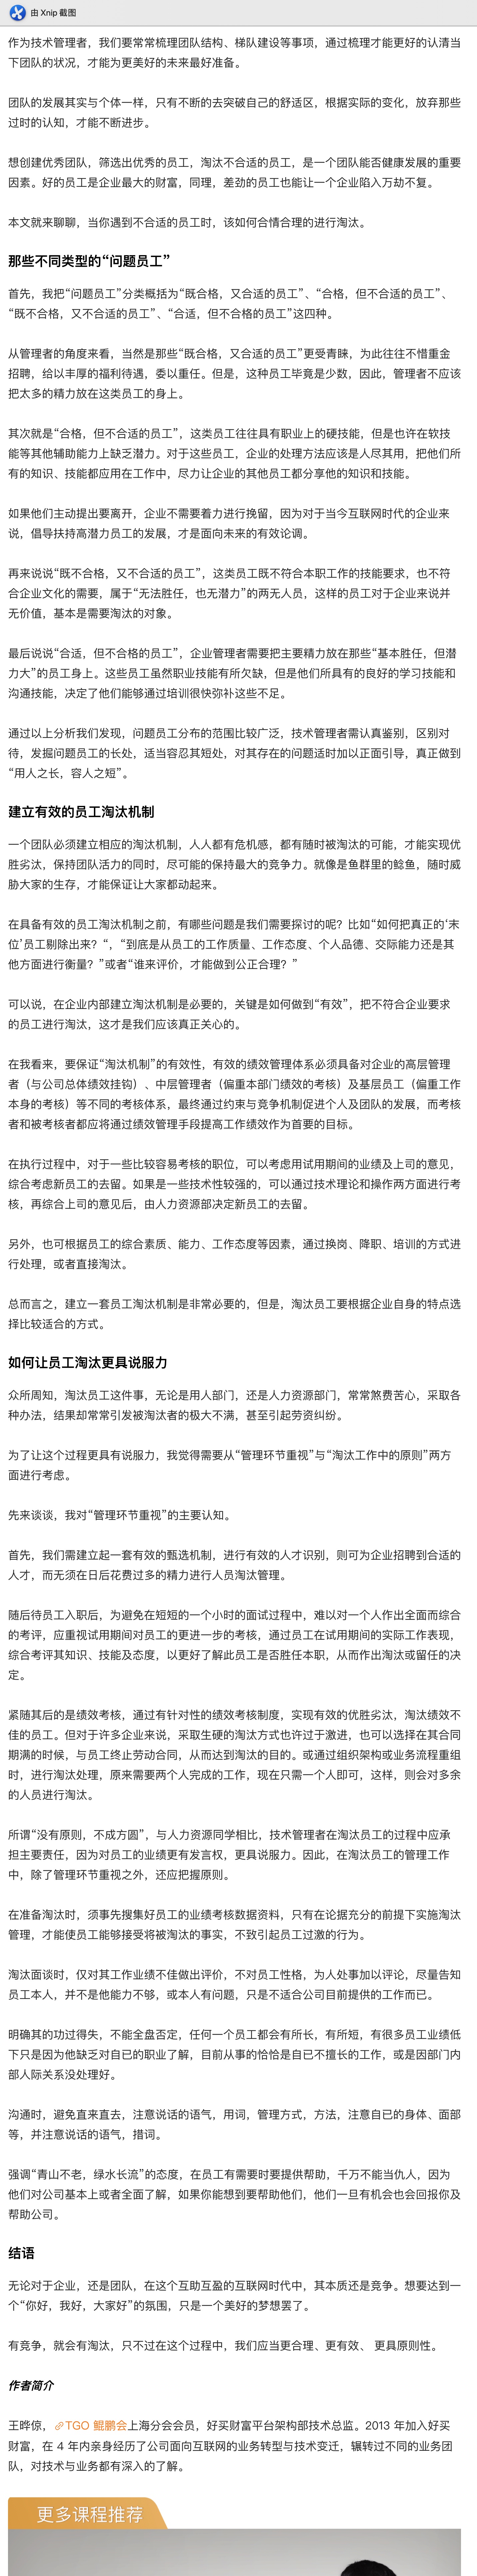 由 Xnip 截图
作为技术管理者，我们要常常梳理团队结构、梯队建设等事项，通过梳理才能更好的认清当
下团队的状况，才能为更美好的未来最好准备。
团队的发展其实与个体一样，只有不断的去突破自己的舒适区，根据实际的变化，放弃那些
过时的认知，才能不断进步。
想创建优秀团队，筛选出优秀的员工，淘汰不合适的员工，是一个团队能否健康发展的重要
因素。好的员工是企业最大的财富，同理，差劲的员工也能让一个企业陷入万劫不复。
本文就来聊聊，当你遇到不合适的员工时，该如何合情合理的进行淘汰。
那些不同类型的“问题员工”
首先，我把“问题员工”分类概括为“既合格，又合适的员工”、“合格，但不合适的员工”、
“既不合格，又不合适的员工”、“合适，但不合格的员工”这四种。
从管理者的角度来看，当然是那些“既合格，又合适的员工”更受青睐，为此往往不惜重金
招聘，给以丰厚的福利待遇，委以重任。但是，这种员工毕竟是少数，因此，管理者不应该
把太多的精力放在这类员工的身上。
其次就是“合格，但不合适的员工”，这类员工往往具有职业上的硬技能，但是也许在软技
能等其他辅助能力上缺乏潜力。对于这些员工，企业的处理方法应该是人尽其用，把他们所
有的知识、技能都应用在工作中，尽力让企业的其他员工都分享他的知识和技能。
如果他们主动提出要离开，企业不需要着力进行挽留，因为对于当今互联网时代的企业来
说，倡导扶持高潜力员工的发展，才是面向未来的有效论调。
再来说说“既不合格，又不合适的员工”，这类员工既不符合本职工作的技能要求，也不符
合企业文化的需要，属于“无法胜任，也无潜力”的两无人员，这样的员工对于企业来说并
无价值，基本是需要淘汰的对象。
最后说说“合适，但不合格的员工”，企业管理者需要把主要精力放在那些“基本胜任，但潜
力大”的员工身上。这些员工虽然职业技能有所欠缺，但是他们所具有的良好的学习技能和
沟通技能，决定了他们能够通过培训很快弥补这些不足。
通过以上分析我们发现，问题员工分布的范围比较广泛，技术管理者需认真鉴别，区别对
待，发掘问题员工的长处，适当容忍其短处，对其存在的问题适时加以正面引导，真正做到
“用人之长，容人之短”。
建立有效的员工淘汰机制
一个团队必须建立相应的淘汰机制，人人都有危机感，都有随时被淘汰的可能，才能实现优
胜劣汰，保持团队活力的同时，尽可能的保持最大的竞争力。就像是鱼群里的鲶鱼，随时威
胁大家的生存，才能保证让大家都动起来。
在具备有效的员工淘汰机制之前，有哪些问题是我们需要探讨的呢？比如“如何把真正的‘末
位’员工剔除出来？“，“到底是从员工的工作质量、工作态度、个人品德、交际能力还是其
他方面进行衡量？”或者“谁来评价，才能做到公正合理？”
可以说，在企业内部建立淘汰机制是必要的，关键是如何做到“有效”，把不符合企业要求
的员工进行淘汰，这才是我们应该真正关心的。
在我看来，要保证“淘汰机制”的有效性，有效的绩效管理体系必须具备对企业的高层管理
者（与公司总体绩效挂钩）、中层管理者（偏重本部门绩效的考核）及基层员工（偏重工作
本身的考核）等不同的考核体系，最终通过约束与竞争机制促进个人及团队的发展，而考核
者和被考核者都应将通过绩效管理手段提高工作绩效作为首要的目标。
在执行过程中，对于一些比较容易考核的职位，可以考虑用试用期间的业绩及上司的意见，
综合考虑新员工的去留。如果是一些技术性较强的，可以通过技术理论和操作两方面进行考
核，再综合上司的意见后，由人力资源部决定新员工的去留。
另外，也可根据员工的综合素质、能力、工作态度等因素，通过换岗、降职、培训的方式进
行处理，或者直接淘汰。
总而言之，建立一套员工淘汰机制是非常必要的，但是，淘汰员工要根据企业自身的特点选
择比较适合的方式。
如何让员工淘汰更具说服力
众所周知，淘汰员工这件事，无论是用人部门，还是人力资源部门，常常煞费苦心，采取各
种办法，结果却常常引发被淘汰者的极大不满，甚至引起劳资纠纷。
为了让这个过程更具有说服力，我觉得需要从“管理环节重视”与“淘汰工作中的原则”两方
面进行考虑。
先来谈谈，我对“管理环节重视”的主要认知。
首先，我们需建立起一套有效的甄选机制，进行有效的人才识别，则可为企业招聘到合适的
人才，而无须在日后花费过多的精力进行人员淘汰管理。
随后待员工入职后，为避免在短短的一个小时的面试过程中，难以对一个人作出全面而综合
的考评，应重视试用期间对员工的更进一步的考核，通过员工在试用期间的实际工作表现，
综合考评其知识、技能及态度，以更好了解此员工是否胜任本职，从而作出淘汰或留任的决
定。
紧随其后的是绩效考核，通过有针对性的绩效考核制度，实现有效的优胜劣汰，淘汰绩效不
佳的员工。但对于许多企业来说，采取生硬的淘汰方式也许过于激进，也可以选择在其合同
期满的时候，与员工终止劳动合同，从而达到淘汰的目的。或通过组织架构或业务流程重组
时，进行淘汰处理，原来需要两个人完成的工作，现在只需一个人即可，这样，则会对多余
的人员进行淘汰。
所谓“没有原则，不成方圆”，与人力资源同学相比，技术管理者在淘汰员工的过程中应承
担主要责任，因为对员工的业绩更有发言权，更具说服力。因此，在淘汰员工的管理工作
中，除了管理环节重视之外，还应把握原则。
在准备淘汰时，须事先搜集好员工的业绩考核数据资料，只有在论据充分的前提下实施淘汰
管理，才能使员工能够接受将被淘汰的事实，不致引起员工过激的行为。
淘汰面谈时，仅对其工作业绩不佳做出评价，不对员工性格，为人处事加以评论，尽量告知
员工本人，并不是他能力不够，或本人有问题，只是不适合公司目前提供的工作而已。
明确其的功过得失，不能全盘否定，任何一个员工都会有所长，有所短，有很多员工业绩低
下只是因为他缺乏对自已的职业了解，目前从事的恰恰是自已不擅长的工作，或是因部门内
部人际关系没处理好。
沟通时，避免直来直去，注意说话的语气，用词，管理方式，方法，注意自已的身体、面部
等，并注意说话的语气，措词。
强调“青山不老，绿水长流”的态度，在员工有需要时要提供帮助，千万不能当仇人，因为
他们对公司基本上或者全面了解，如果你能想到要帮助他们，他们一旦有机会也会回报你及
帮助公司。
结语
无论对于企业，还是团队，在这个互助互盈的互联网时代中，其本质还是竞争。想要达到一
个“你好，我好，大家好”的氛围，只是一个美好的梦想罢了。
有竞争，就会有淘汰，只不过在这个过程中，我们应当更合理、更有效、 更具原则性。
作者简介
王晔倞，TGO 鲲鹏会上海分会会员，好买财富平台架构部技术总监。2013 年加入好买
财富，在 4 年内亲身经历了公司面向互联网的业务转型与技术变迁，辗转过不同的业务团
队，对技术与业务都有深入的了解。
更多课程推荐